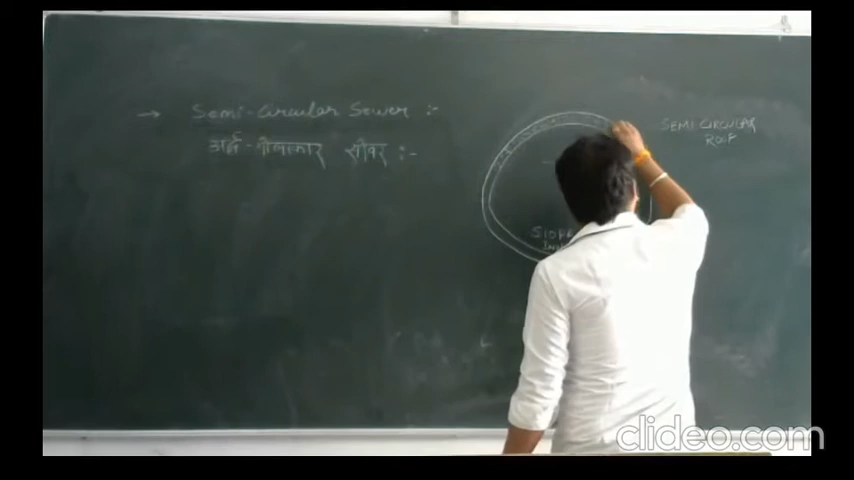 → Semi-Circular Sewer :-
अर्द्ध-गोलाकार सीवर :-
SEMI CIRCULAR
ROOF
SLOPE
clideo.com